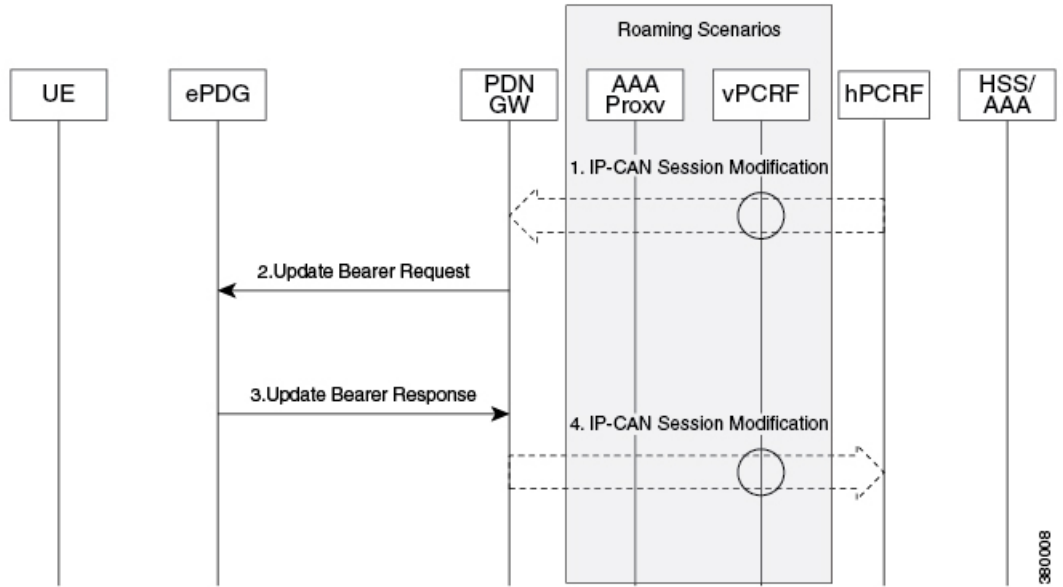 Roaming Scenarios
UE
ePDG
PDN
GW
AAA
Proxv
vPCRF
hPCRF
HSS/
AAA
1. IP-CAN Session Modification
2.Update Bearer Request
3.Update Bearer Response
4. IP-CAN Session Modification
380008